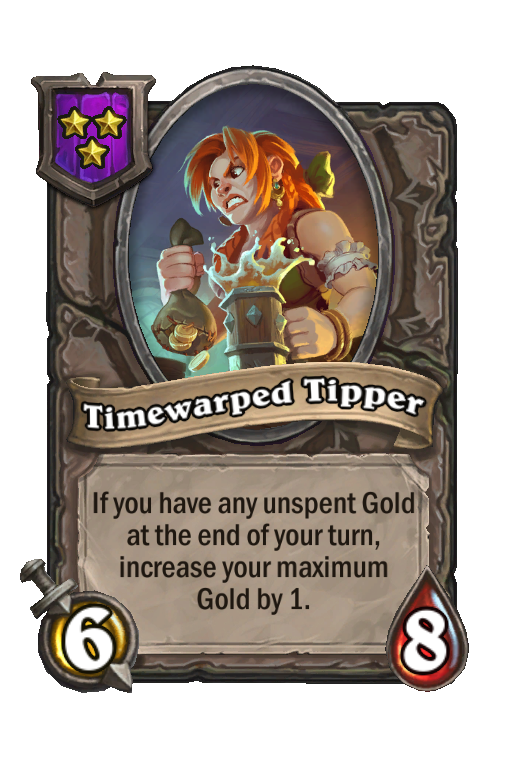 Timewarped Tipper
If you have any unspent Gold
at the end of your turn,
increase your maximum
Gold by 1.
6
8